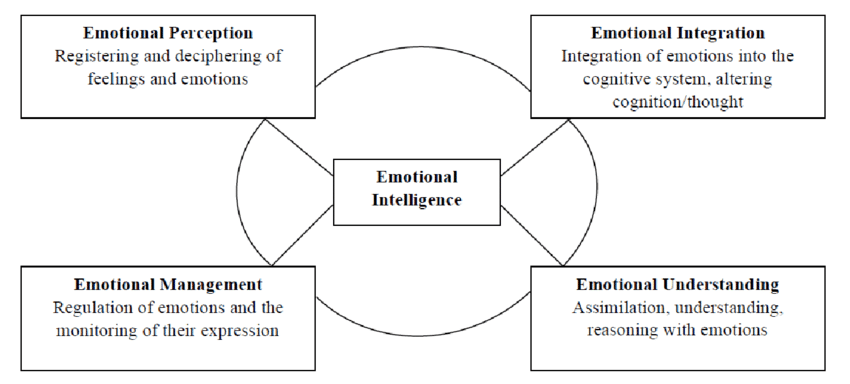 Emotional Perception
Registering and deciphering of
feelings and emotions
Emotional Integration
Integration of emotions into the
cognitive system, altering
cognition/thought
Emotional
Intelligence
Emotional Management
Regulation of emotions and the
monitoring of their expression
Emotional Understanding
Assimilation, understanding,
reasoning with emotions